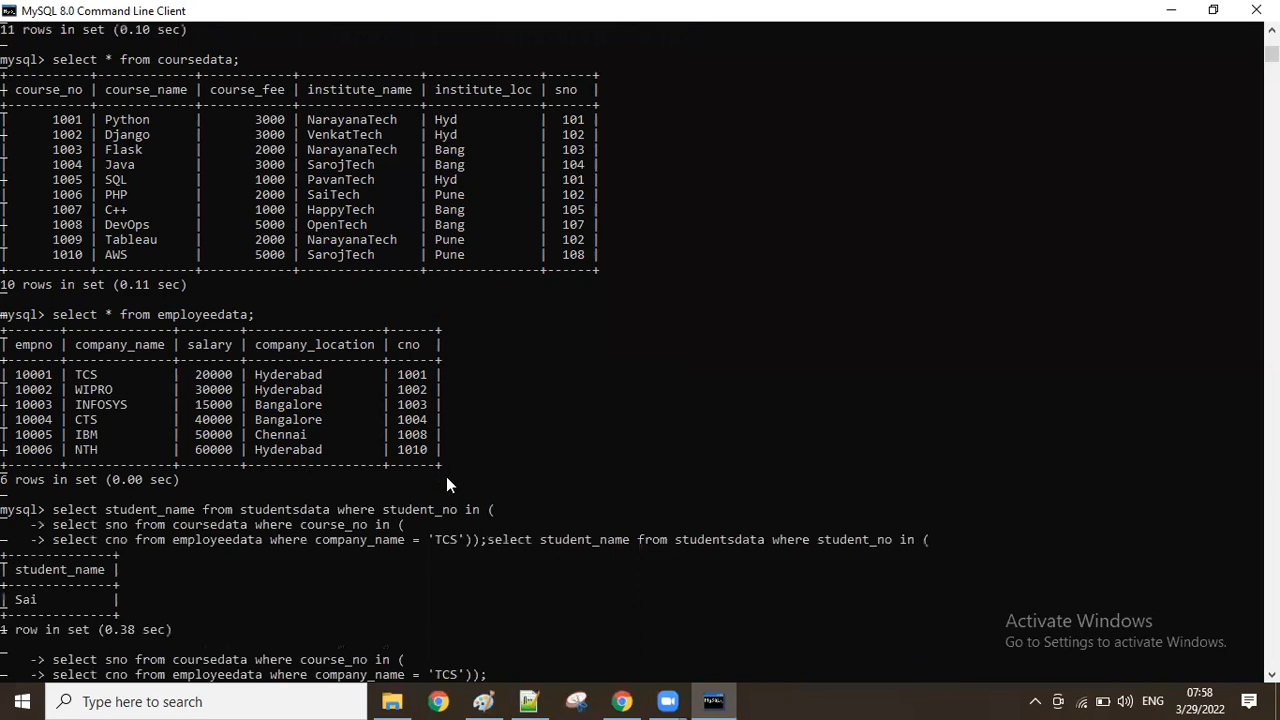 MySQL 8.0 Command Line Client
11 rows in set (0.10 sec)
mysql> select * from coursedata;
+-----------+-------------+------------+----------------+---------------+------+
| course_no | course_name | course_fee | institute_name | institute_loc | sno  |
+-----------+-------------+------------+----------------+---------------+------+
|      1001 | Python      |       3000 | NarayanaTech   | Hyd           |  101 |
|      1002 | Django      |       3000 | VenkatTech     | Hyd           |  102 |
|      1003 | Flask       |       2000 | NarayanaTech   | Bang          |  103 |
|      1004 | Java        |       3000 | SarojTech      | Bang          |  104 |
|      1005 | SQL         |       1000 | PavanTech      | Hyd           |  101 |
|      1006 | PHP         |       2000 | SaiTech        | Pune          |  102 |
|      1007 | C++         |       1000 | HappyTech      | Bang          |  105 |
|      1008 | DevOps      |       5000 | OpenTech       | Bang          |  107 |
|      1009 | Tableau     |       2000 | NarayanaTech   | Pune          |  102 |
|      1010 | AWS         |       5000 | SarojTech      | Pune          |  108 |
+-----------+-------------+------------+----------------+---------------+------+
10 rows in set (0.11 sec)
mysql> select * from employeedata;
+-------+--------------+--------+------------------+------+
| empno | company_name | salary | company_location | cno  |
+-------+--------------+--------+------------------+------+
| 10001 | TCS          |  20000 | Hyderabad        | 1001 |
| 10002 | WIPRO        |  30000 | Hyderabad        | 1002 |
| 10003 | INFOSYS      |  15000 | Bangalore        | 1003 |
| 10004 | CTS          |  40000 | Bangalore        | 1004 |
| 10005 | IBM          |  50000 | Chennai          | 1008 |
| 10006 | NTH          |  60000 | Hyderabad        | 1010 |
+-------+--------------+--------+------------------+------+
6 rows in set (0.00 sec)
mysql> select student_name from studentsdata where student_no in (
    -> select sno from coursedata where course_no in (
    -> select cno from employeedata where company_name = 'TCS'));select student_name from studentsdata where student_no in (
+--------------+
| student_name |
+--------------+
| Sai          |
+--------------+
1 row in set (0.38 sec)
    -> select sno from coursedata where course_no in (
    -> select cno from employeedata where company_name = 'TCS'));
Activate Windows
Go to Settings to activate Windows.
Type here to search
ENG
07:58
3/29/2022